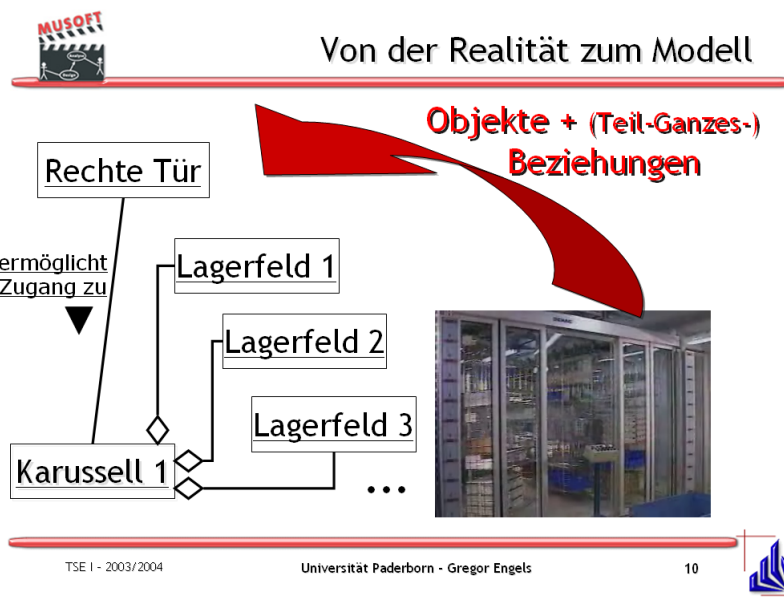 MUSOFT
Von der Realität zum Modell
Objekte + (Teil-Ganzes-)
Beziehungen
Rechte Tür
ermöglicht
Zugang zu
Lagerfeld 1
Lagerfeld 2
Lagerfeld 3
Karussell 1
...
TSE I - 2003/2004
Universität Paderborn - Gregor Engels
10